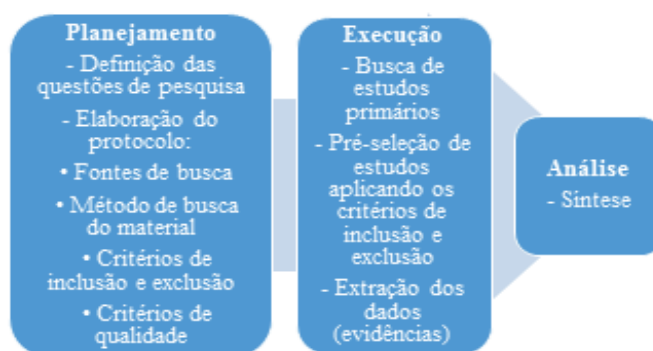 Planejamento
- Definição das
questões de pesquisa
- Elaboração do
protocolo:
• Fontes de busca
• Método de busca
do material
• Critérios de
inclusão e exclusão
• Critérios de
qualidade
Execução
- Busca de
estudos
primários
- Pré-seleção de
estudos
aplicando os
critérios de
inclusão e
exclusão
- Extração dos
dados
(evidências)
Análise
- Síntese